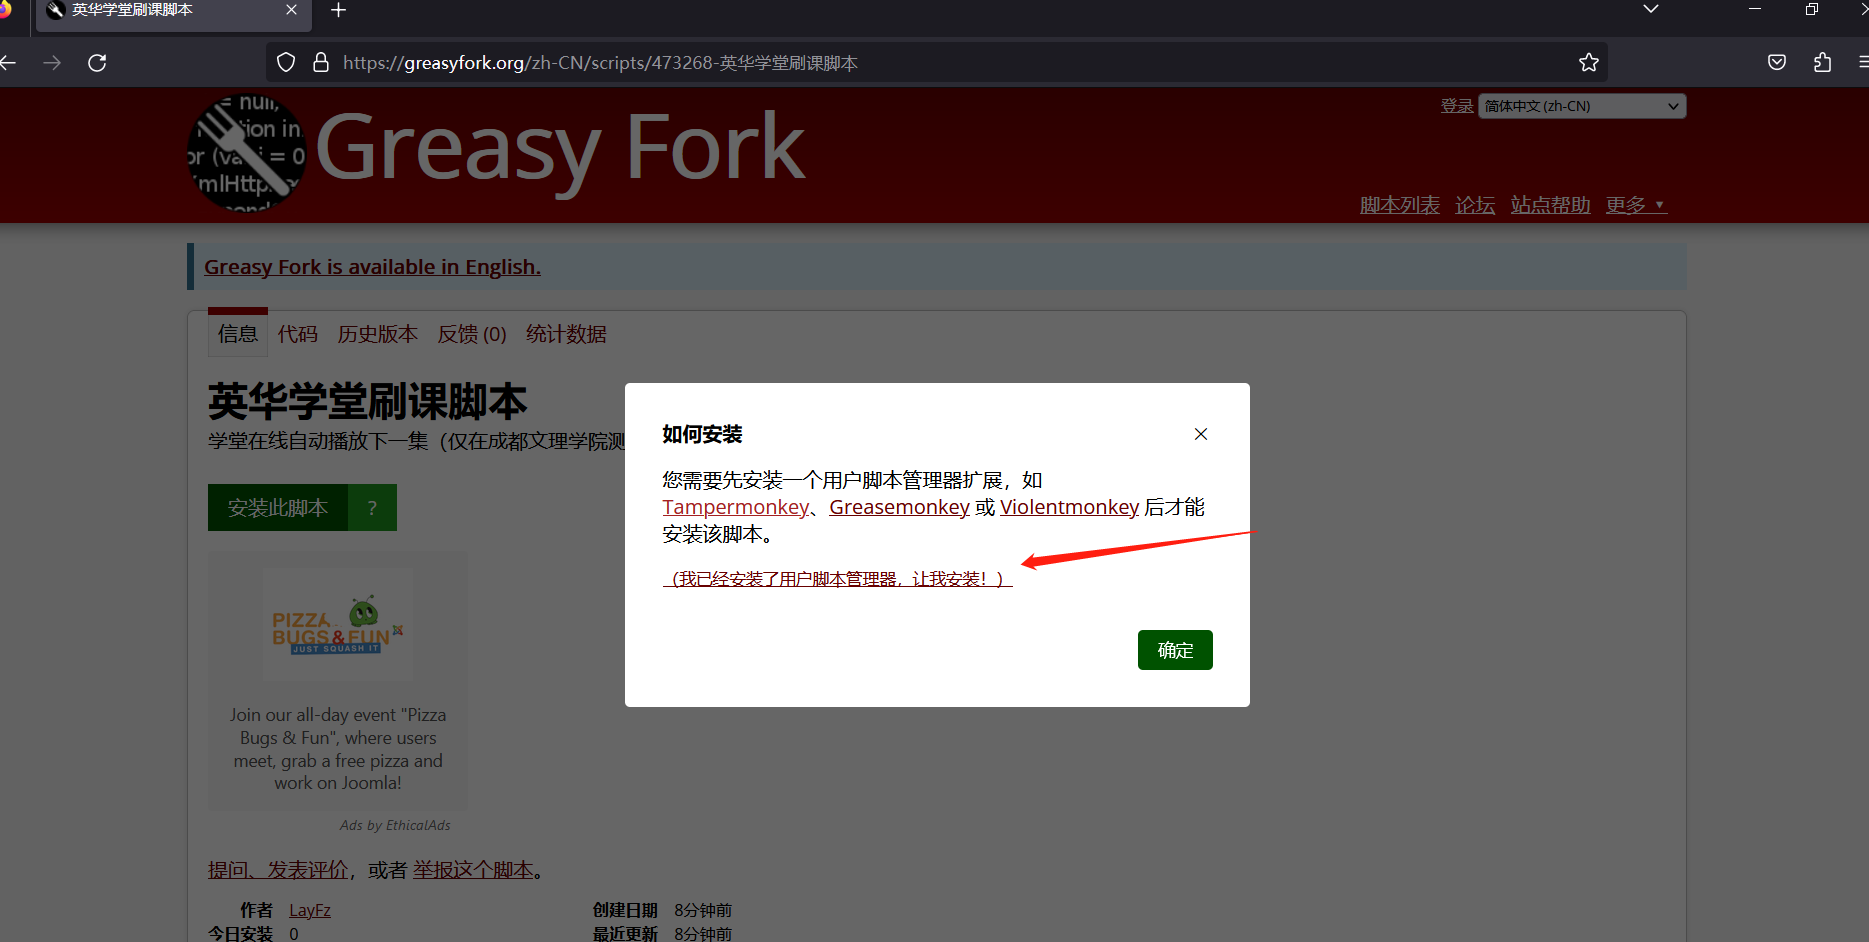 英华学堂刷课脚本
https://greasyfork.org/zh-CN/scripts/473268-英华学堂刷课脚本
= null,
tion in
or (va i = 0
mlHttp
Greasy Fork
登录 简体中文 (zh-CN)
脚本列表 论坛 站点帮助 更多 ▼
Greasy Fork is available in English.
信息 代码 历史版本 反馈 (0) 统计数据
英华学堂刷课脚本
学堂在线自动播放下一集（仅在成都文理学院测
安装此脚本 ?
如何安装
您需要先安装一个用户脚本管理器扩展，如
Tampermonkey、Greasemonkey 或 Violentmonkey 后才能
安装该脚本。
（我已经安装了用户脚本管理器，让我安装！）
确定
PIZZA
BUGS&FUN
JUST SQUASH IT
Join our all-day event "Pizza
Bugs & Fun", where users
meet, grab a free pizza and
work on Joomla!
Ads by EthicalAds
提问、发表评价，或者 举报这个脚本。
作者 LayFz 创建日期 8分钟前
今日安装 0 最近更新 8分钟前